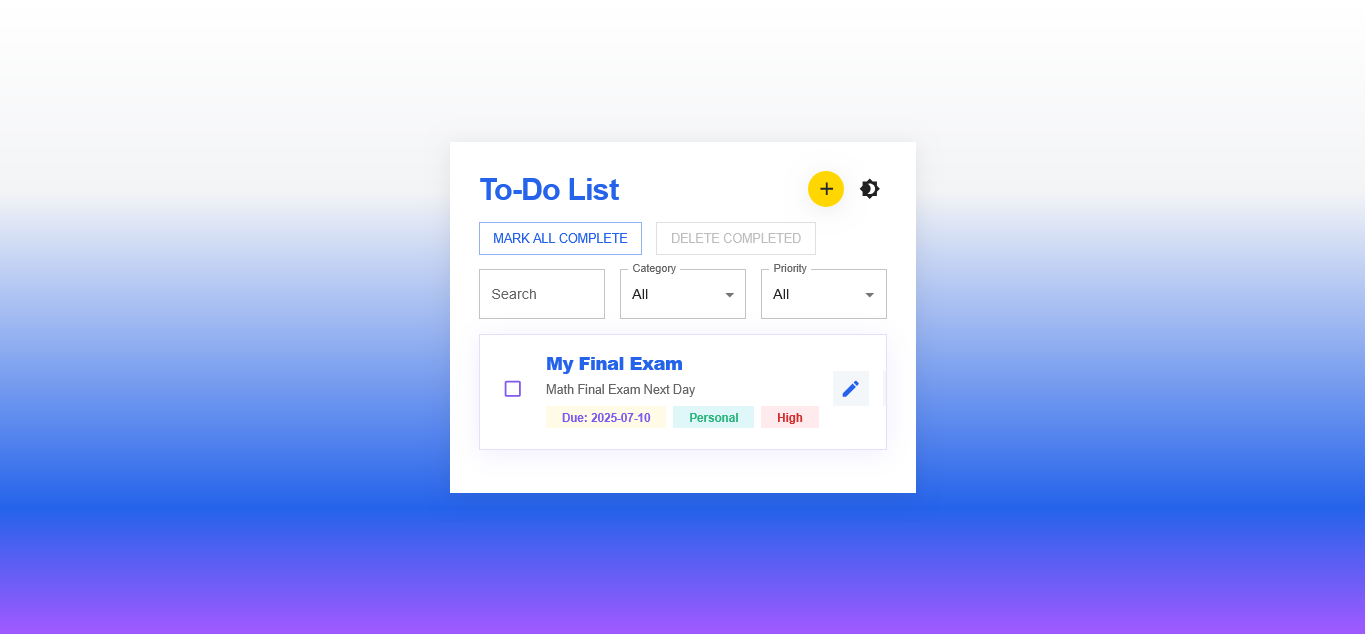 To-Do List
MARK ALL COMPLETE DELETE COMPLETED
Search Category All Priority All
My Final Exam
Math Final Exam Next Day
Due: 2025-07-10 Personal High